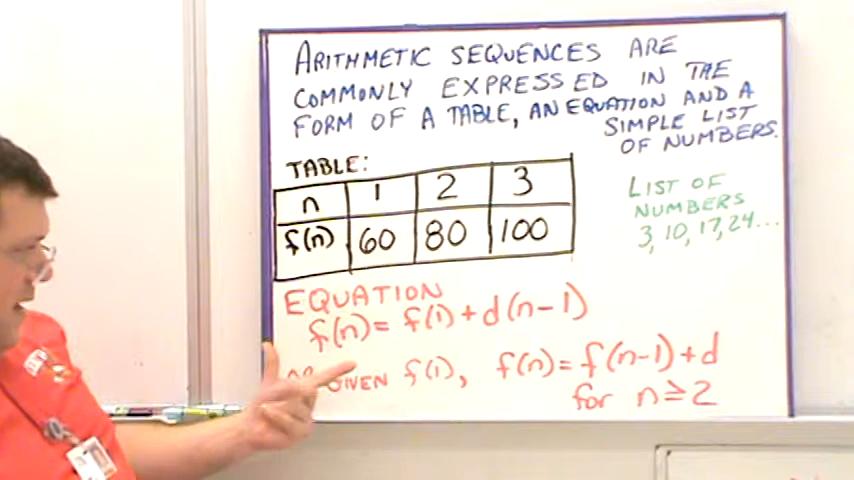 ARITHMETIC SEQUENCES ARE
COMMONLY EXPRESSED IN THE
FORM OF A TABLE, AN EQUATION AND A
SIMPLE LIST
OF NUMBERS.
TABLE:
n 1 2 3
f(n) 60 80 100
LIST OF
NUMBERS
3, 10, 17, 24...
EQUATION
f(n) = f(1) + d(n-1)
GIVEN f(1), f(n) = f(n-1) + d
for n ≥ 2